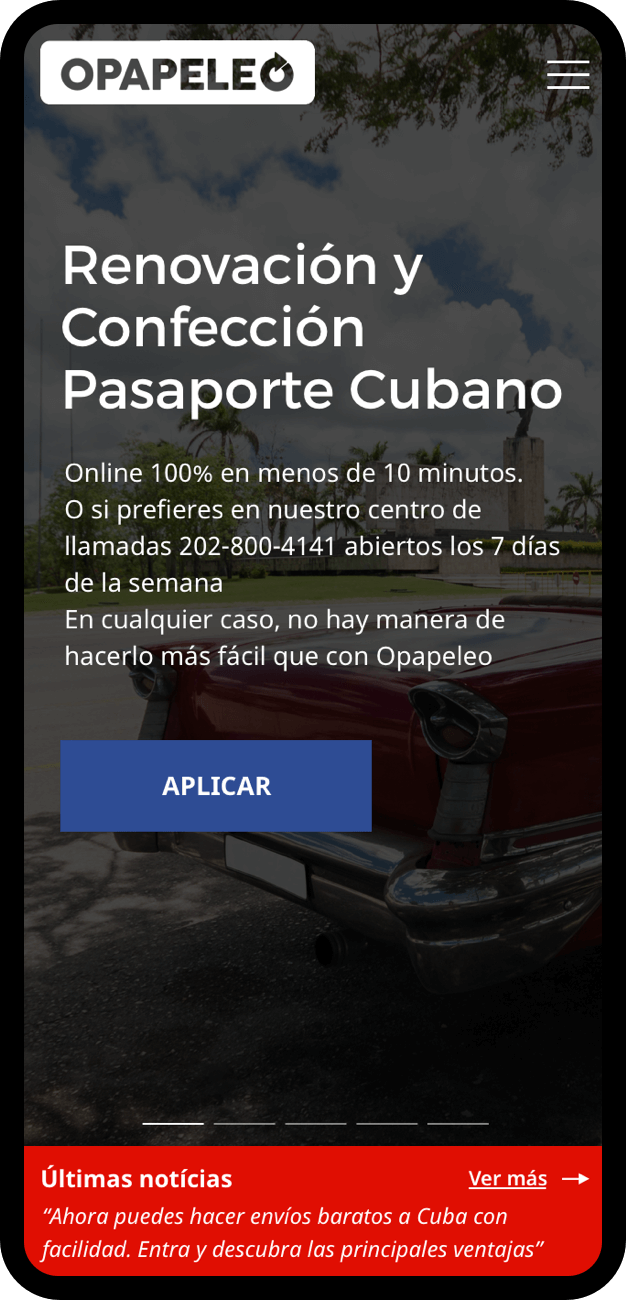 OPAPELEO
Renovación y
Confección
Pasaporte Cubano
Online 100% en menos de 10 minutos.
O si prefieres en nuestro centro de
llamadas 202-800-4141 abiertos los 7 días
de la semana
En cualquier caso, no hay manera de
hacerlo más fácil que con Opapeleo
APLICAR
Últimas notícias
Ver más
“Ahora puedes hacer envíos baratos a Cuba con
facilidad. Entra y descubra las principales ventajas”